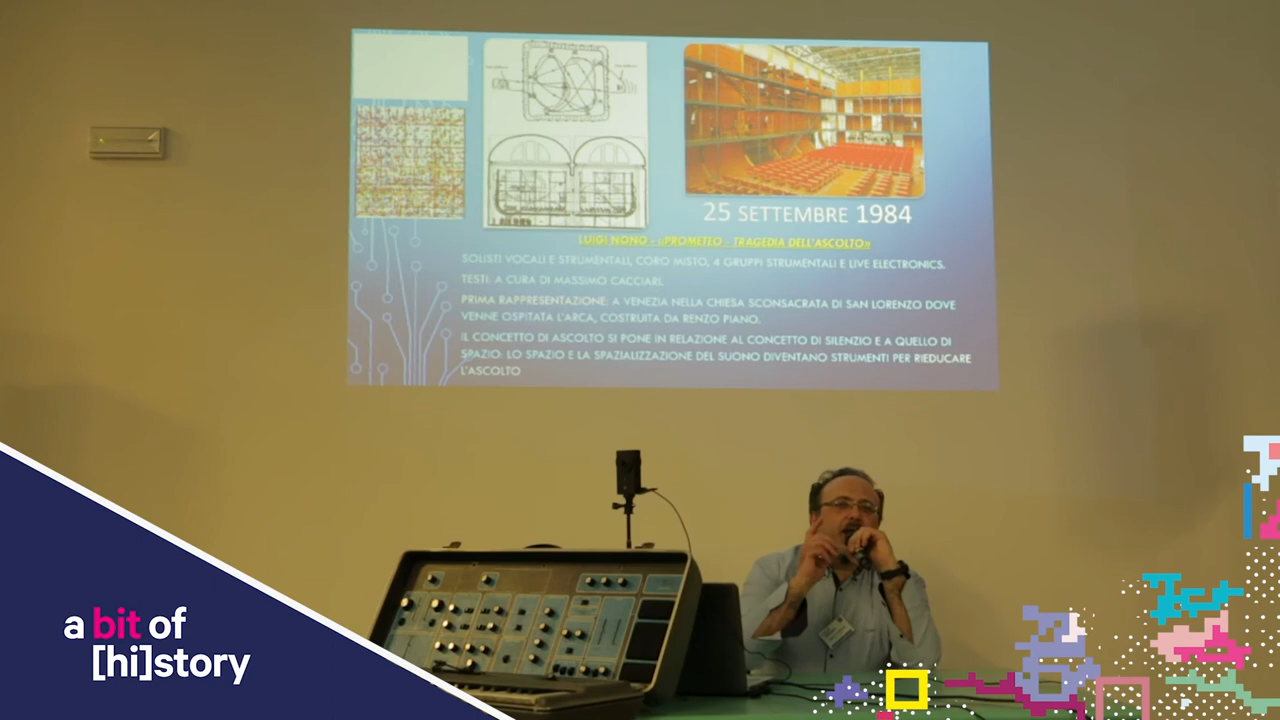 25 SETTEMBRE 1984
LUIGI NONO - «PROMETEO - TRAGEDIA DELL'ASCOLTO»
SOLISTI VOCALI E STRUMENTALI, CORO MISTO, 4 GRUPPI STRUMENTALI E LIVE ELECTRONICS.
TESTI: A CURA DI MASSIMO CACCIARI.
PRIMA RAPPRESENTAZIONE: A VENEZIA NELLA CHIESA SCONSACRATA DI SAN LORENZO DOVE
VENNE OSPITATA L'ARCA, COSTRUITA DA RENZO PIANO.
IL CONCETTO DI ASCOLTO SI PONE IN RELAZIONE AL CONCETTO DI SILENZIO E A QUELLO DI
SPAZIO: LO SPAZIO E LA SPAZIALIZZAZIONE DEL SUONO DIVENTANO STRUMENTI PER RIEDUCARE
L'ASCOLTO
a bit of
[hi]story